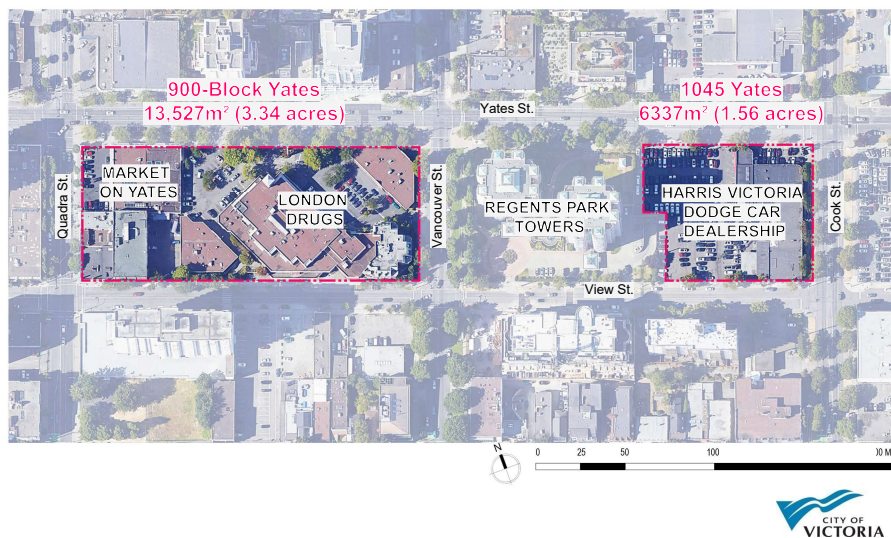 900-Block Yates
13,527m² (3.34 acres)
1045 Yates
6337m² (1.56 acres)
Yates St.
Quadra St.
MARKET
ON YATES
LONDON
DRUGS
Vancouver St.
REGENTS PARK
TOWERS
HARRIS VICTORIA
DODGE CAR
DEALERSHIP
Cook St.
View St.
N
0 25 50 100
CITY OF
VICTORIA